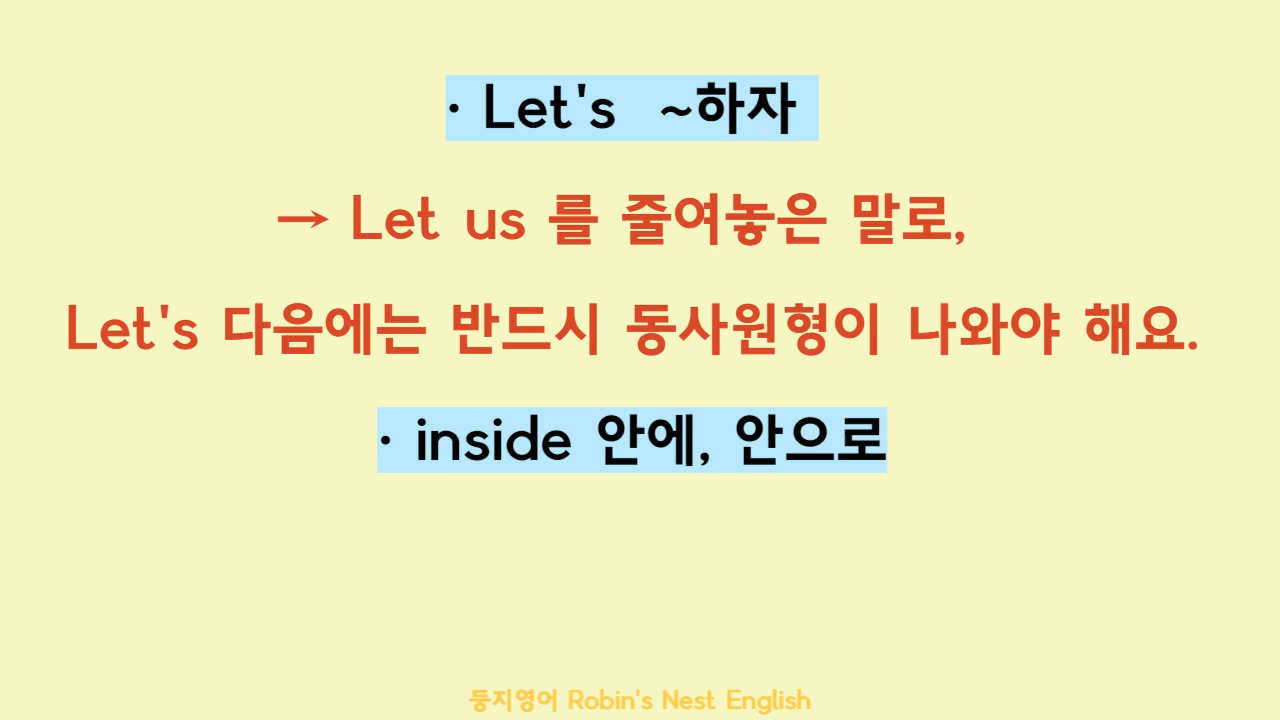 · Let's ~하자
→ Let us 를 줄여놓은 말로,
Let's 다음에는 반드시 동사원형이 나와야 해요.
· inside 안에, 안으로
둥지영어 Robin's Nest English